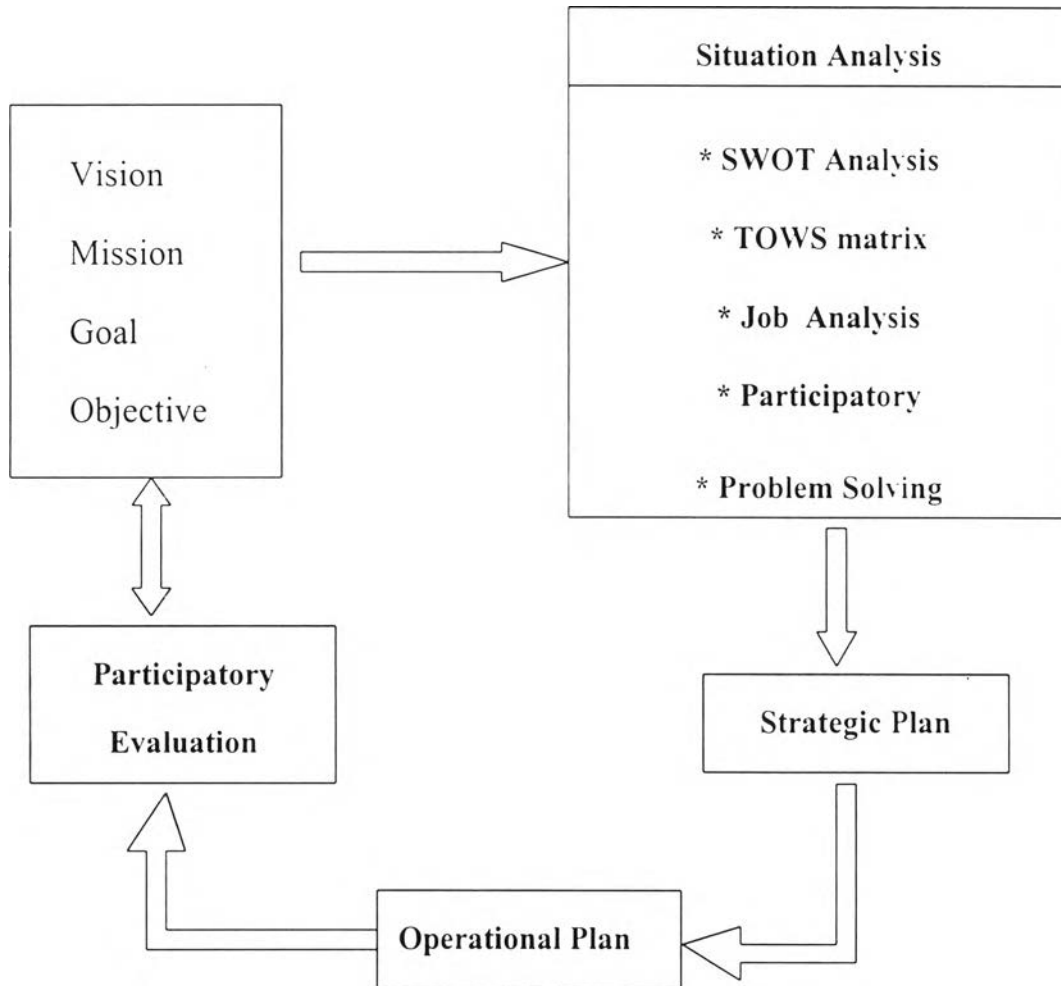 Vision
Mission
Goal
Objective
Situation Analysis
* SWOT Analysis
* TOWS matrix
* Job Analysis
* Participatory
* Problem Solving
Participatory
Evaluation
Strategic Plan
Operational Plan